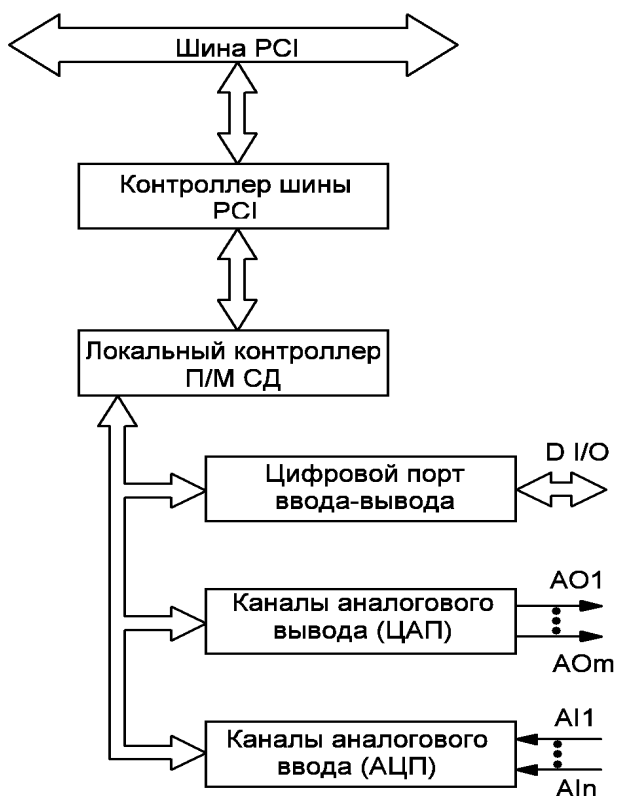 Шина PCI
Контроллер шины
PCI
Локальный контроллер
П/М СД
D I/O
Цифровой порт
ввода-вывода
AO1
Каналы аналогового
вывода (ЦАП)
AOm
AI1
Каналы аналогового
ввода (АЦП)
AIn